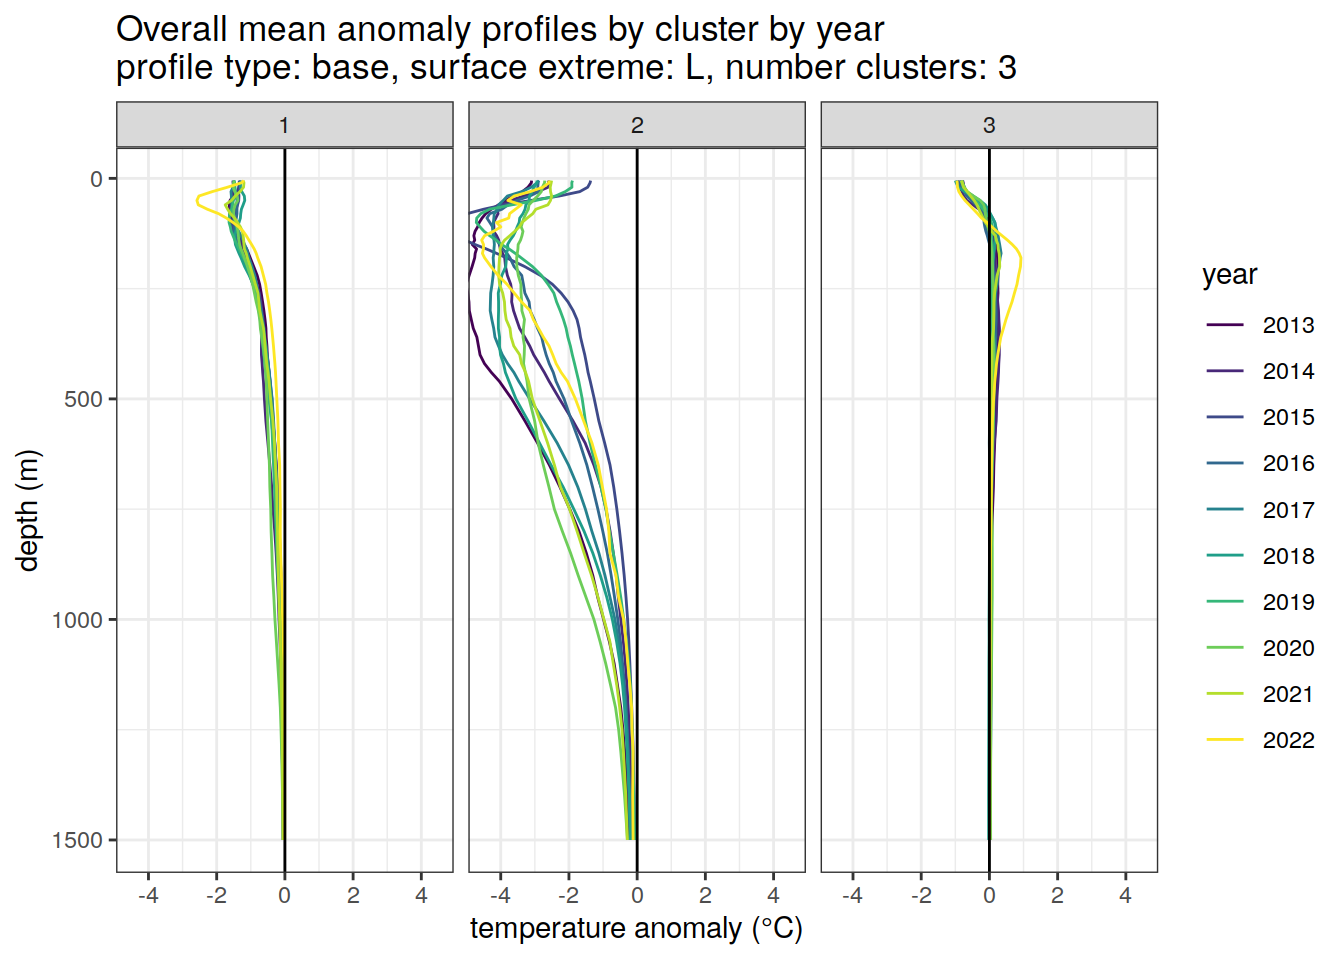 Overall mean anomaly profiles by cluster by year
profile type: base, surface extreme: L, number clusters: 3
1
2
3
0
500
1000
1500
depth (m)
-4 -2 0 2 4
-4 -2 0 2 4
-4 -2 0 2 4
temperature anomaly (°C)
year
2013
2014
2015
2016
2017
2018
2019
2020
2021
2022